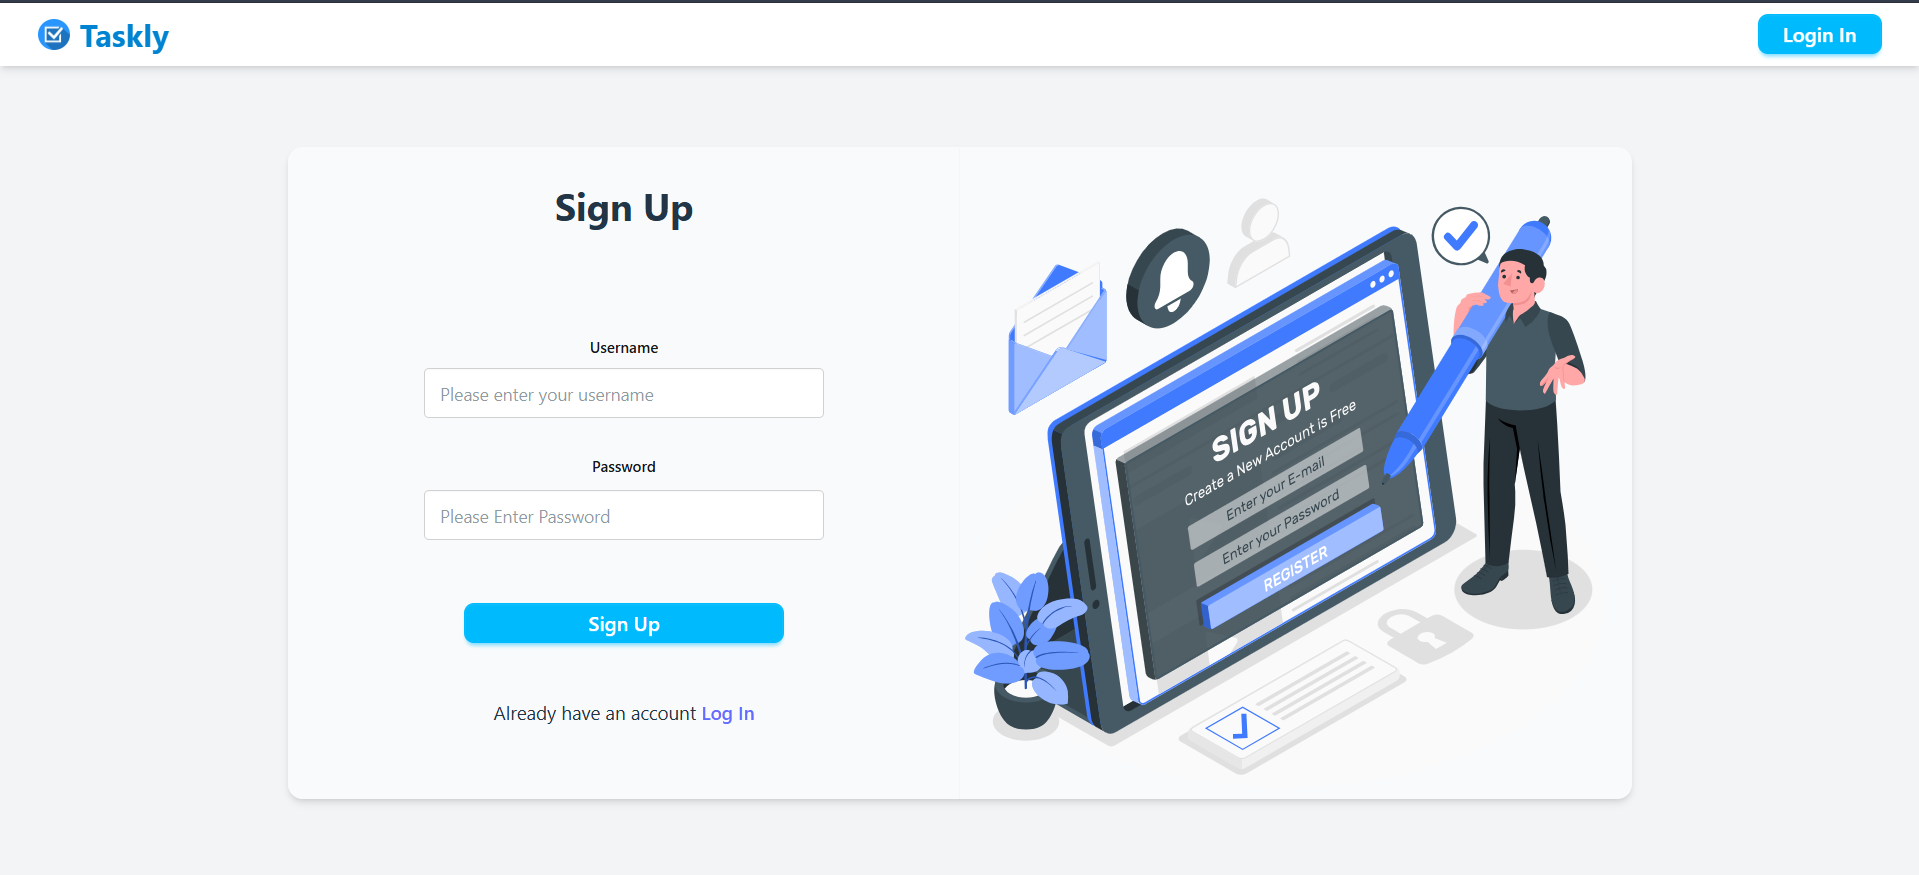 Taskly
Login In
Sign Up
Username
Please enter your username
Password
Please Enter Password
Sign Up
Already have an account Log In
SIGN UP
Create a New Account is Free
Enter your E-mail
Enter your Password
REGISTER